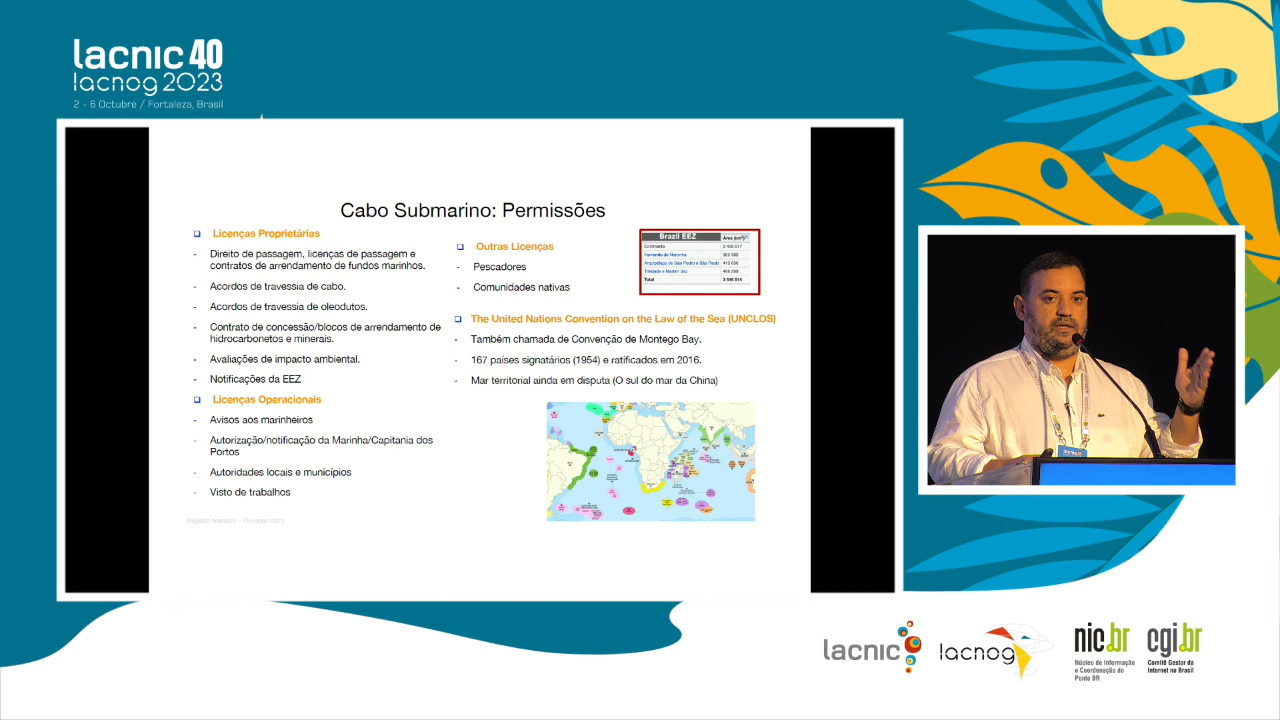 lacnic 40
lacnog 2023
2 - 6 Octubre / Fortaleza, Brasil
Cabo Submarino: Permissões
Licenças Proprietárias
- Direito de passagem, licenças de passagem e
contratos de arrendamento de fundos marinhos.
- Acordos de travessia de cabo.
- Acordos de travessia de oleodutos.
- Contrato de concessão/blocos de arrendamento de
hidrocarbonetos e minerais.
- Avaliações de impacto ambiental.
- Notificações da EEZ
Licenças Operacionais
- Avisos aos marinheiros
- Autorização/notificação da Marinha/Capitania dos
Portos
- Autoridades locais e municípios
- Visto de trabalhos
Outras Licenças
- Pescadores
- Comunidades nativas
Brazil EEZ
Fernando de Noronha
Arquipélago de São Pedro e São Paulo
Trindade e Martim Vaz
Total
The United Nations Convention on the Law of the Sea (UNCLOS)
- Também chamada de Convenção de Montego Bay.
- 167 países signatários (1954) e ratificados em 2016.
- Mar territorial ainda em disputa (O sul do mar da China)
lacnic
lacnog
nic.br
Núcleo de Informação
e Coordenação do
Ponto BR
cgi.br
Comitê Gestor da
Internet no Brasil